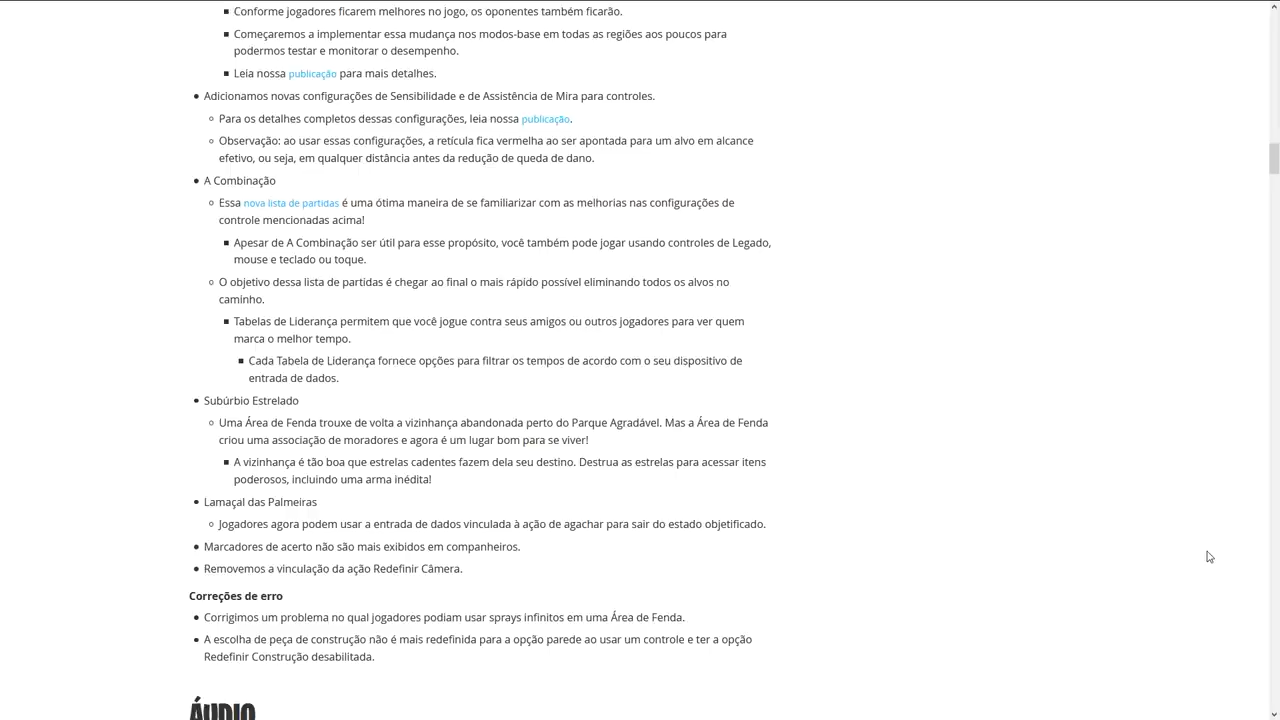 Conforme jogadores ficarem melhores no jogo, os oponentes também ficarão.
Começaremos a implementar essa mudança nos modos-base em todas as regiões aos poucos para
podermos testar e monitorar o desempenho.
Leia nossa publicação para mais detalhes.
Adicionamos novas configurações de Sensibilidade e de Assistência de Mira para controles.
Para os detalhes completos dessas configurações, leia nossa publicação.
Observação: ao usar essas configurações, a retícula fica vermelha ao ser apontada para um alvo em alcance
efetivo, ou seja, em qualquer distância antes da redução de queda de dano.
A Combinação
Essa nova lista de partidas é uma ótima maneira de se familiarizar com as melhorias nas configurações de
controle mencionadas acima!
Apesar de A Combinação ser útil para esse propósito, você também pode jogar usando controles de Legado,
mouse e teclado ou toque.
O objetivo dessa lista de partidas é chegar ao final o mais rápido possível eliminando todos os alvos no
caminho.
Tabelas de Liderança permitem que você jogue contra seus amigos ou outros jogadores para ver quem
marca o melhor tempo.
Cada Tabela de Liderança fornece opções para filtrar os tempos de acordo com o seu dispositivo de
entrada de dados.
Subúrbio Estrelado
Uma Área de Fenda trouxe de volta a vizinhança abandonada perto do Parque Agradável. Mas a Área de Fenda
criou uma associação de moradores e agora é um lugar bom para se viver!
A vizinhança é tão boa que estrelas cadentes fazem dela seu destino. Destrua as estrelas para acessar itens
poderosos, incluindo uma arma inédita!
Lamaçal das Palmeiras
Jogadores agora podem usar a entrada de dados vinculada à ação de agachar para sair do estado objetificado.
Marcadores de acerto não são mais exibidos em companheiros.
Removemos a vinculação da ação Redefinir Câmera.
Correções de erro
Corrigimos um problema no qual jogadores podiam usar sprays infinitos em uma Área de Fenda.
A escolha de peça de construção não é mais redefinida para a opção parede ao usar um controle e ter a opção
Redefinir Construção desabilitada.
ÁUDIO